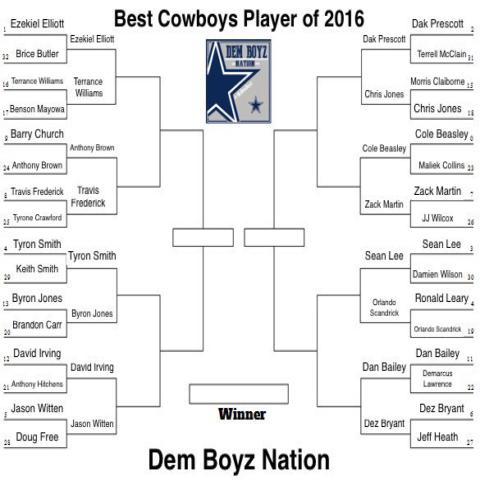 Best Cowboys Player of 2016
DEM BOYZ
NATION
1 Ezekiel Elliott
32 Brice Butler
16 Terrance Williams
17 Benson Mayowa
9 Barry Church
24 Anthony Brown
8 Travis Frederick
25 Tyrone Crawford
4 Tyron Smith
29 Keith Smith
13 Byron Jones
20 Brandon Carr
12 David Irving
21 Anthony Hitchens
5 Jason Witten
28 Doug Free
Ezekiel Elliott
Terrance
Williams
Anthony Brown
Travis
Frederick
Tyron Smith
Byron Jones
David Irving
Jason Witten
Winner
Dak Prescott
Chris Jones
Cole Beasley
Zack Martin
Sean Lee
Orlando
Scandrick
Dan Bailey
Dez Bryant
Dak Prescott 2
Terrell McClain 31
Morris Claiborne 15
Chris Jones 18
Cole Beasley
Maliek Collins 23
Zack Martin 7
JJ Wilcox 26
Sean Lee 3
Damien Wilson 30
Ronald Leary
Orlando Scandrick 19
Dan Bailey 11
Demarcus
Lawrence 22
Dez Bryant 6
Jeff Heath 27
Dem Boyz Nation